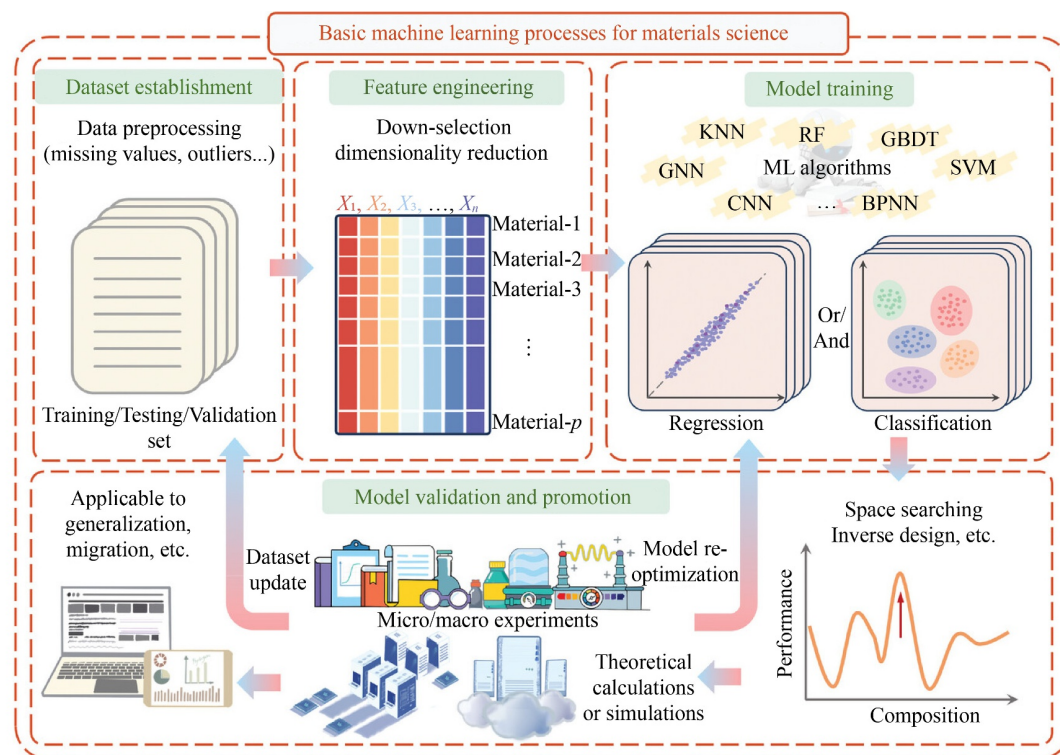 Basic machine learning processes for materials science
Dataset establishment
Data preprocessing
(missing values, outliers...)
Training/Testing/Validation
set
Feature engineering
Down-selection
dimensionality reduction
X₁, X₂, X₃, …, Xₙ
Material-1
Material-2
Material-3
⋮
Material-p
Model training
KNN
RF
GBDT
GNN
ML algorithms
SVM
CNN
…
BPNN
Or/
And
Regression
Classification
Model validation and promotion
Applicable to
generalization,
migration, etc.
Dataset
update
Model re-
optimization
Micro/macro experiments
Theoretical
calculations
or simulations
Space searching
Inverse design, etc.
Performance
Composition